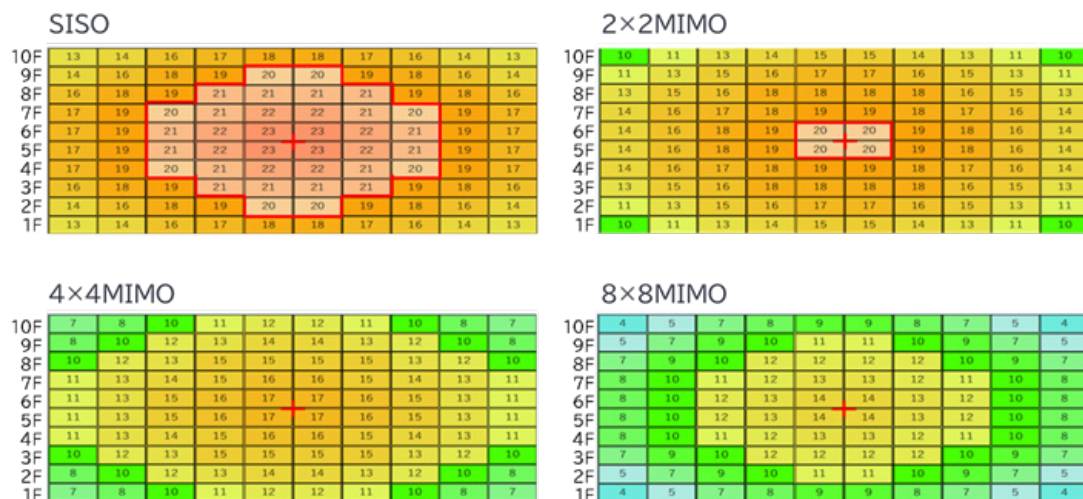 SISO
10F 13 14 16 17 18 18 17 16 14 13
9F 14 16 18 19 20 20 19 18 16 14
8F 16 18 19 21 21 21 21 19 18 16
7F 17 19 20 21 22 22 21 20 19 17
6F 17 19 21 22 23 23 22 21 19 17
5F 17 19 21 22 23 23 22 21 19 17
4F 17 19 20 21 22 22 21 20 19 17
3F 16 18 19 21 21 21 21 19 18 16
2F 14 16 18 19 20 20 19 18 16 14
1F 13 14 16 17 18 18 17 16 14 13
2×2MIMO
10F 10 11 13 14 15 15 14 13 11 10
9F 11 13 15 16 17 17 16 15 13 11
8F 13 15 16 18 18 18 18 16 15 13
7F 14 16 17 18 19 19 18 17 16 14
6F 14 16 18 19 20 20 19 18 16 14
5F 14 16 18 19 20 20 19 18 16 14
4F 14 16 17 18 19 19 18 17 16 14
3F 13 15 16 18 18 18 18 16 15 13
2F 11 13 15 16 17 17 16 15 13 11
1F 10 11 13 14 15 15 14 13 11 10
4×4MIMO
10F 7 8 10 11 12 12 11 10 8 7
9F 8 10 12 13 14 14 13 12 10 8
8F 10 12 13 15 15 15 15 13 12 10
7F 11 13 14 15 16 16 15 14 13 11
6F 11 13 15 16 17 17 16 15 13 11
5F 11 13 15 16 17 17 16 15 13 11
4F 11 13 14 15 16 16 15 14 13 11
3F 10 12 13 15 15 15 15 13 12 10
2F 8 10 12 13 14 14 13 12 10 8
1F 7 8 10 11 12 12 11 10 8 7
8×8MIMO
10F 4 5 7 8 9 9 8 7 5 4
9F 5 7 9 10 11 11 10 9 7 5
8F 7 9 10 12 12 12 12 10 9 7
7F 8 10 11 12 13 13 12 11 10 8
6F 8 10 12 13 14 14 13 12 10 8
5F 8 10 12 13 14 14 13 12 10 8
4F 8 10 11 12 13 13 12 11 10 8
3F 7 9 10 12 12 12 12 10 9 7
2F 5 7 9 10 11 11 10 9 7 5
1F 4 5 7 8 9 9 8 7 5 4